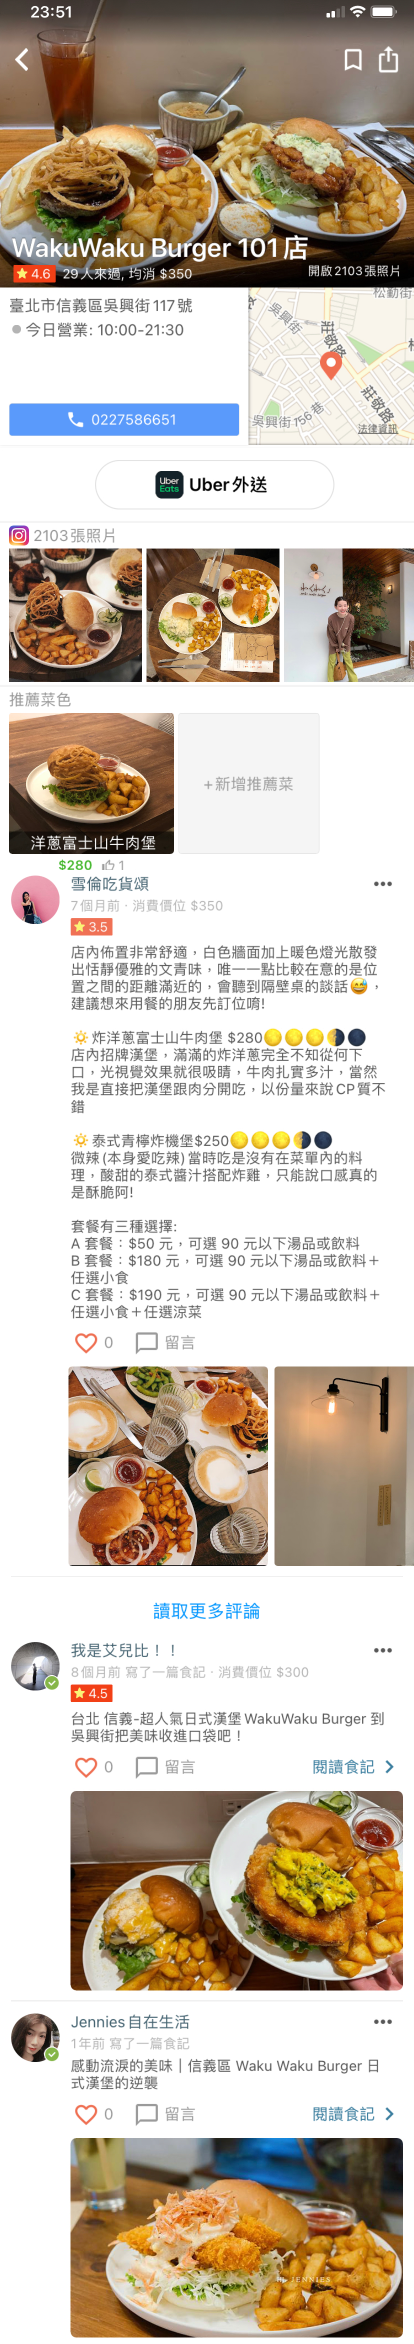 23:51
WakuWaku Burger 101店
4.6 29人來過, 均消 $350 開啟2103張照片
臺北市信義區吳興街117號
今日營業: 10:00-21:30
0227586651
松勤街
吳興街
莊敬路
莊敬路
吳興街156巷
法律資訊
Uber Eats
Uber外送
2103張照片
推薦菜色
洋蔥富士山牛肉堡
+新增推薦菜
$280 1
雪倫吃貨頌
7個月前 · 消費價位 $350
3.5
店內佈置非常舒適，白色牆面加上暖色燈光散發
出恬靜優雅的文青味，唯一一點比較在意的是位
置之間的距離滿近的，會聽到隔壁桌的談話😅，
建議想來用餐的朋友先訂位唷!
🔅炸洋蔥富士山牛肉堡 $280🌕🌕🌕🌗🌑
店內招牌漢堡，滿滿的炸洋蔥完全不知從何下
口，光視覺效果就很吸睛，牛肉扎實多汁，當然
我是直接把漢堡跟肉分開吃，以份量來說CP質不
錯
🔅泰式青檸炸機堡$250🌕🌕🌕🌗🌑
微辣(本身愛吃辣)當時吃是沒有在菜單內的料
理，酸甜的泰式醬汁搭配炸雞，只能說口感真的
是酥脆阿!
套餐有三種選擇:
A 套餐：$50 元，可選 90 元以下湯品或飲料
B 套餐：$180 元，可選 90 元以下湯品或飲料＋
任選小食
C 套餐：$190 元，可選 90 元以下湯品或飲料＋
任選小食＋任選涼菜
0 留言
讀取更多評論
我是艾兒比！！
8個月前 寫了一篇食記 · 消費價位 $300
4.5
台北 信義-超人氣日式漢堡WakuWaku Burger 到
吳興街把美味收進口袋吧！
0 留言 閱讀食記
Jennies自在生活
1年前 寫了一篇食記
感動流淚的美味｜信義區 Waku Waku Burger 日
式漢堡的逆襲
0 留言 閱讀食記
JENNIES